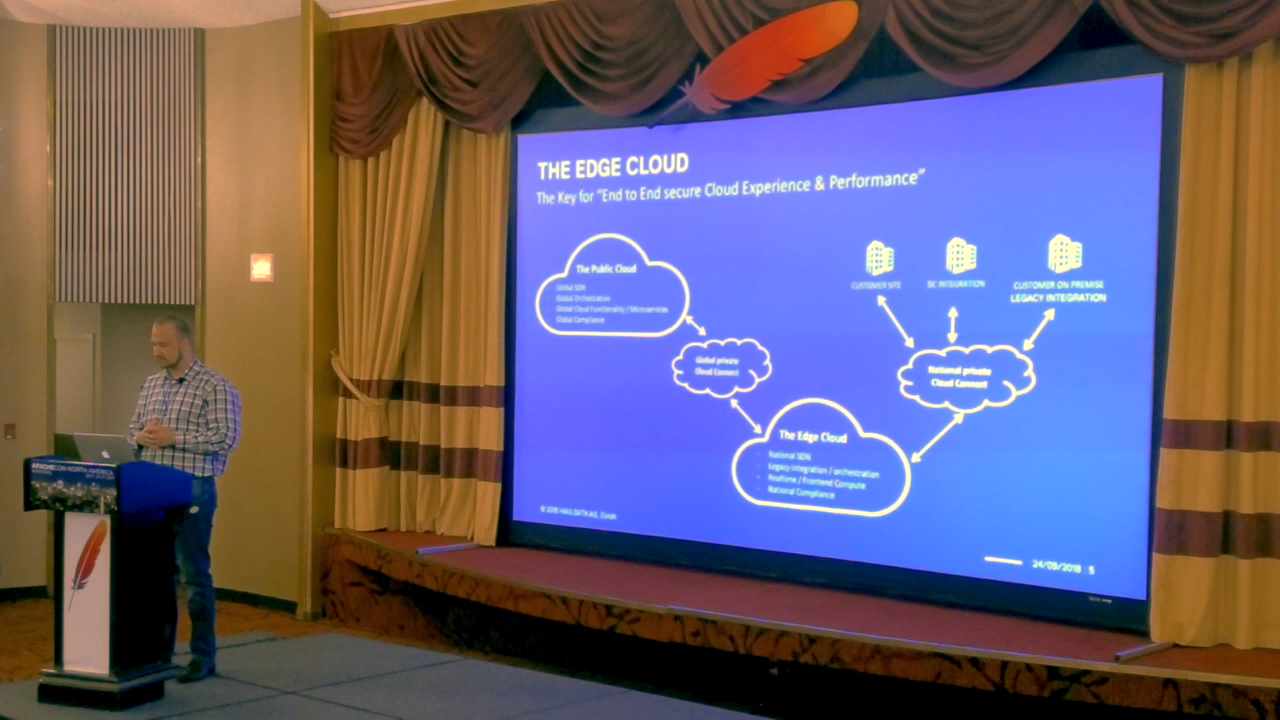 THE EDGE CLOUD
The Key for "End to End secure Cloud Experience & Performance"
The Public Cloud
Global SDN
Global Orchestration
Global Cloud Functionality / Microservices
Global Compliance
CUSTOMER SITE
DC INTEGRATION
CUSTOMER ON PREMISE
LEGACY INTEGRATION
Global private
Cloud Connect
National private
Cloud Connect
The Edge Cloud
National SDN
Legacy integration / orchestration
Realtime / Frontend Compute
National Compliance
24/09/2018 5
APACHECON NORTH AMERICA